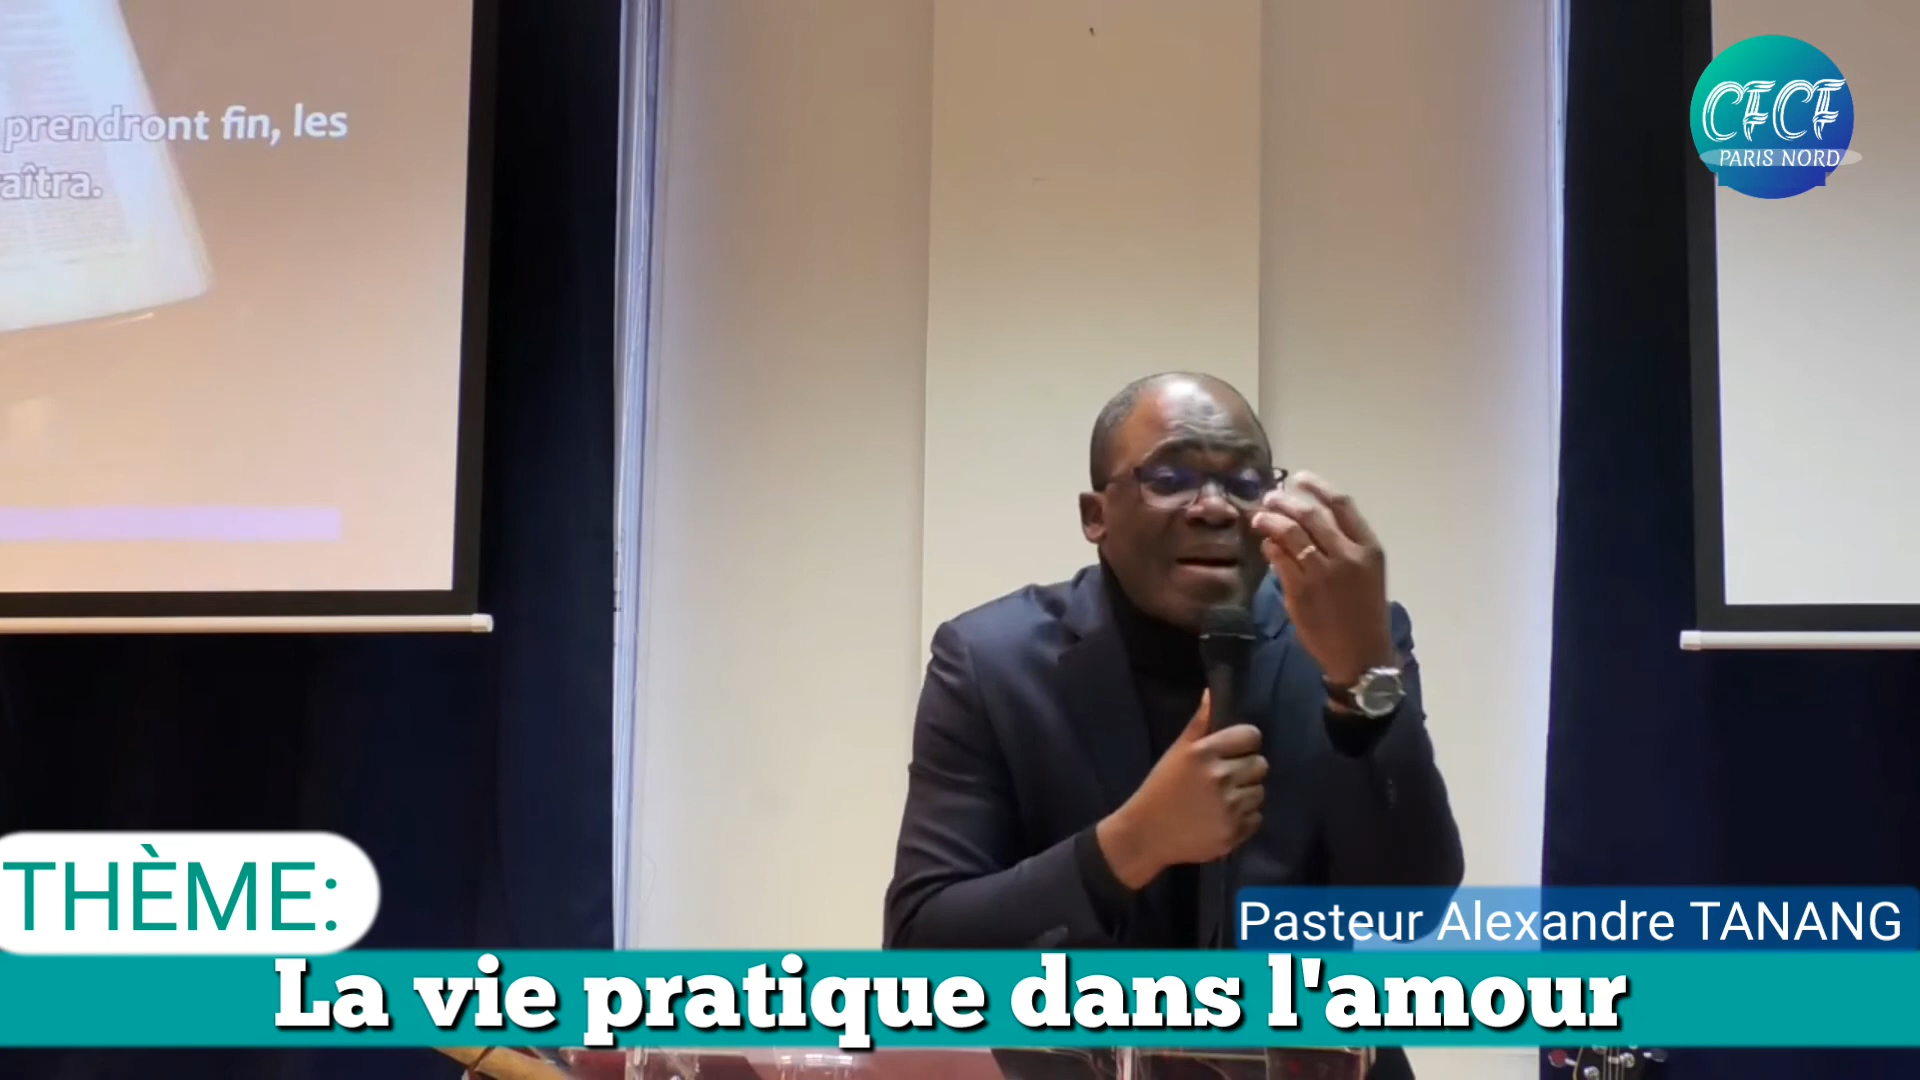 prendront fin, les
aîtra.
CFCF
PARIS NORD
THÈME:
Pasteur Alexandre TANANG
La vie pratique dans l'amour